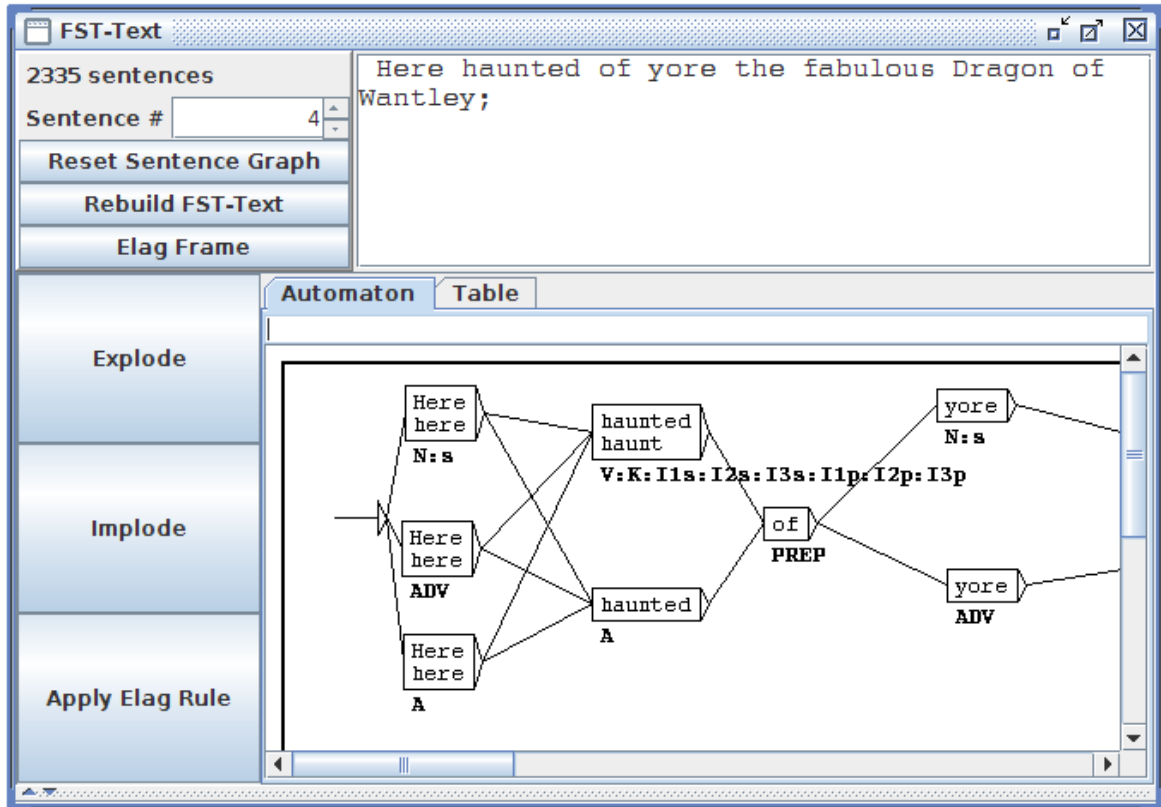 FST-Text
2335 sentences
Sentence #
4
Reset Sentence Graph
Rebuild FST-Text
Elag Frame
Here haunted of yore the fabulous Dragon of
Wantley;
Explode
Implode
Apply Elag Rule
Automaton
Table
Here
here
N:s
Here
here
ADV
Here
here
A
haunted
haunt
V:K:I1s:I2s:I3s:I1p:I2p:I3p
haunted
A
of
PREP
yore
N:s
yore
ADV